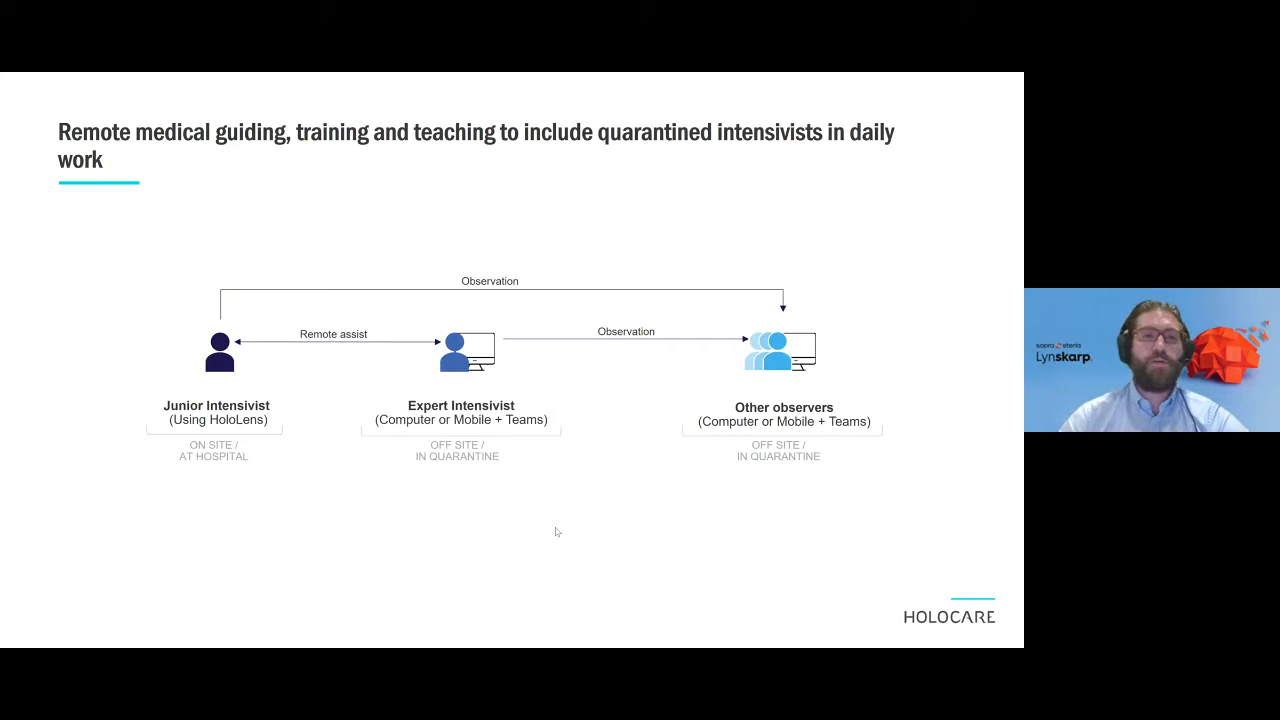 Remote medical guiding, training and teaching to include quarantined intensivists in daily
work
Observation
Remote assist
Observation
Junior Intensivist
(Using HoloLens)
ON SITE /
AT HOSPITAL
Expert Intensivist
(Computer or Mobile + Teams)
OFF SITE /
IN QUARANTINE
Other observers
(Computer or Mobile + Teams)
OFF SITE /
IN QUARANTINE
HOLOCARE
sopra steria
Lynskarp.